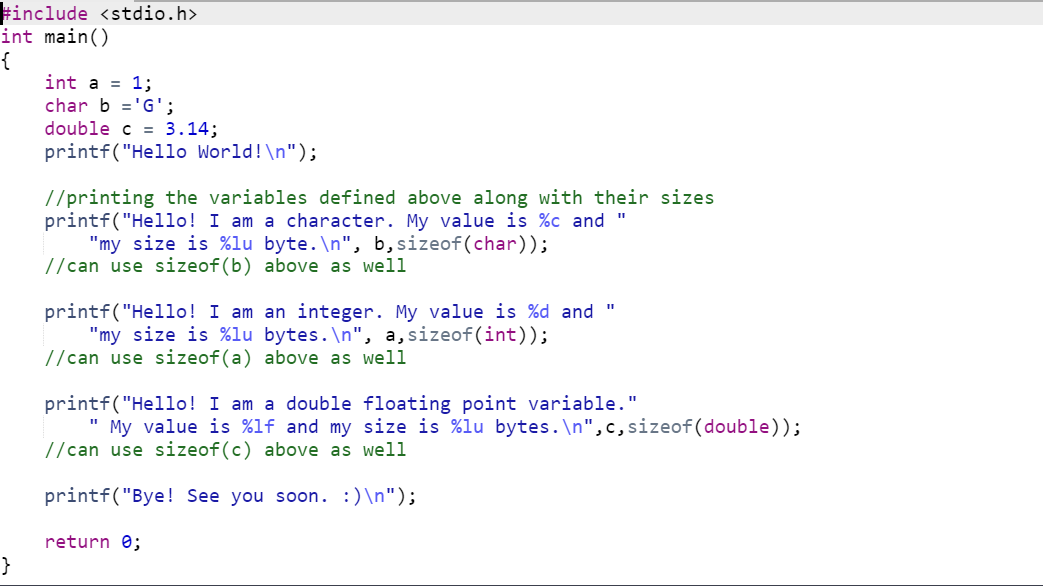 #include <stdio.h>
int main()
{
    int a = 1;
    char b ='G';
    double c = 3.14;
    printf("Hello World!\n");

    //printing the variables defined above along with their sizes
    printf("Hello! I am a character. My value is %c and "
        "my size is %lu byte.\n", b,sizeof(char));
    //can use sizeof(b) above as well

    printf("Hello! I am an integer. My value is %d and "
        "my size is %lu bytes.\n", a,sizeof(int));
    //can use sizeof(a) above as well

    printf("Hello! I am a double floating point variable."
        " My value is %lf and my size is %lu bytes.\n",c,sizeof(double));
    //can use sizeof(c) above as well

    printf("Bye! See you soon. :)\n");

    return 0;
}